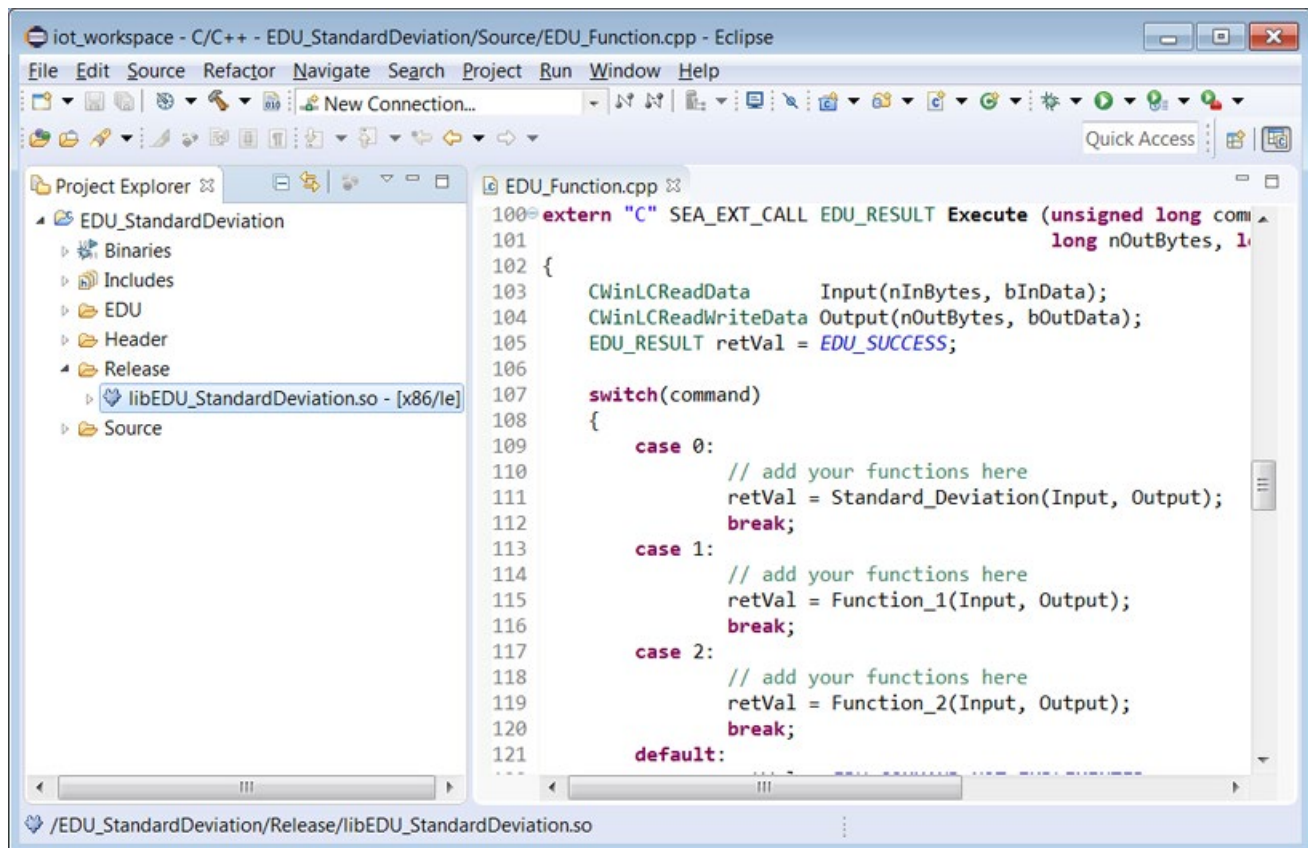 iot_workspace - C/C++ - EDU_StandardDeviation/Source/EDU_Function.cpp - Eclipse
File Edit Source Refactor Navigate Search Project Run Window Help
New Connection...
Quick Access
Project Explorer
EDU_StandardDeviation
Binaries
Includes
EDU
Header
Release
libEDU_StandardDeviation.so - [x86/le]
Source
EDU_Function.cpp
100 extern "C" SEA_EXT_CALL EDU_RESULT Execute (unsigned long
101 long nOutBytes,
102 {
103 CWinLCReadData Input(nInBytes, bInData);
104 CWinLCReadWriteData Output(nOutBytes, bOutData);
105 EDU_RESULT retVal = EDU_SUCCESS;
106
107 switch(command)
108 {
109 case 0:
110 // add your functions here
111 retVal = Standard_Deviation(Input, Output);
112 break;
113 case 1:
114 // add your functions here
115 retVal = Function_1(Input, Output);
116 break;
117 case 2:
118 // add your functions here
119 retVal = Function_2(Input, Output);
120 break;
121 default:
/EDU_StandardDeviation/Release/libEDU_StandardDeviation.so